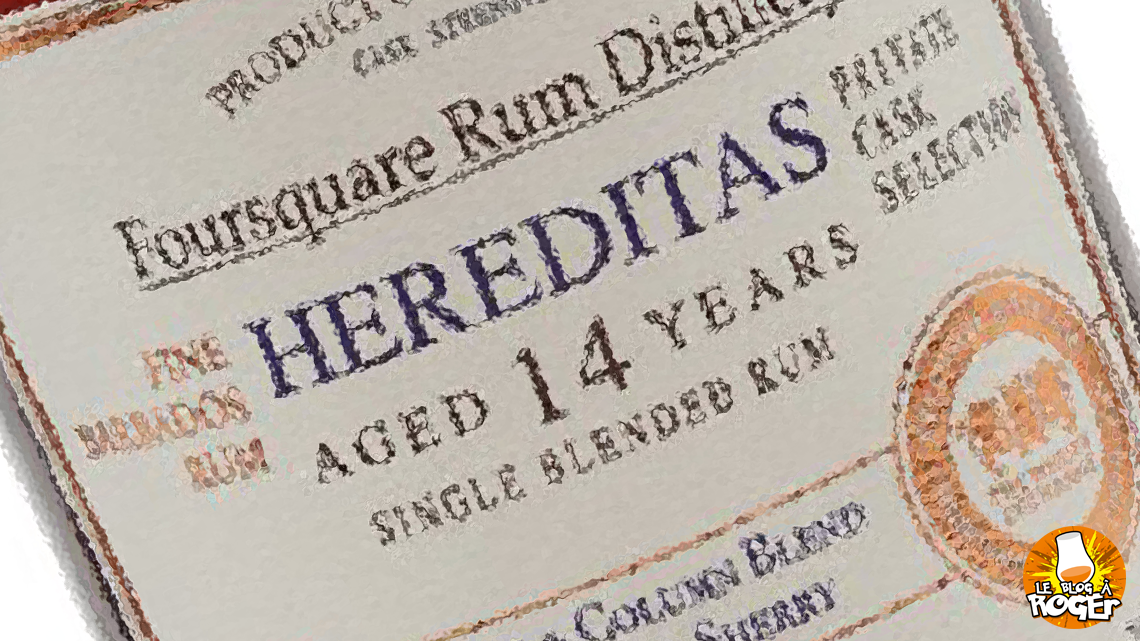 PRODUCT
CASK STRENGTH
Foursquare Rum Distillery
HEREDITAS
PRIVATE
CASK
SELECTION
AGED 14 YEARS
SINGLE BLENDED RUM
FINE
BARBADOS
RUM
COLUMN BLEND
SHERRY
LE BLOG À
ROGER